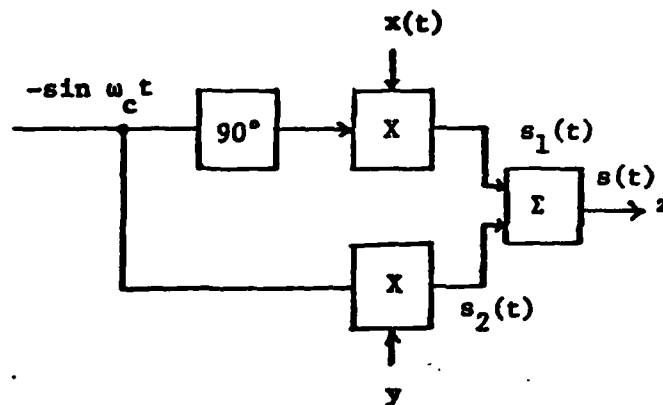 x(t)
-sin ω_c t
90°
X
s_1(t)
s(t)
Σ
X
s_2(t)
y